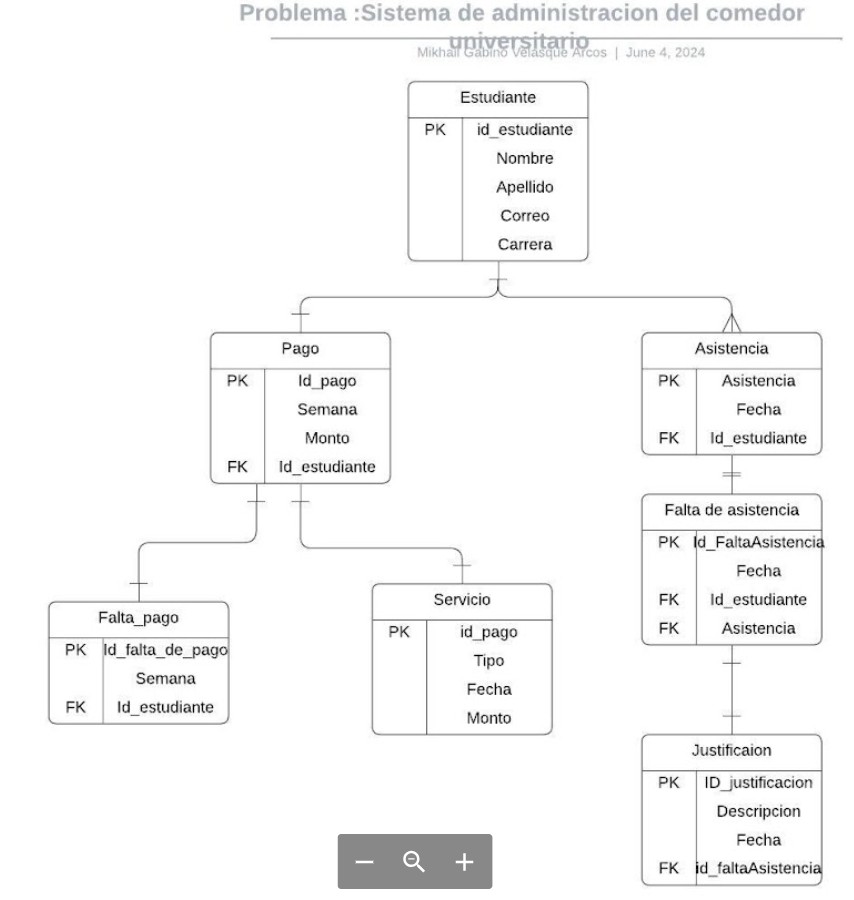 Problema :Sistema de administracion del comedor
universitario
Mikhail Gabino Velasque Arcos | June 4, 2024
Estudiante
PK id_estudiante
Nombre
Apellido
Correo
Carrera
Pago
PK Id_pago
Semana
Monto
FK Id_estudiante
Asistencia
PK Asistencia
Fecha
FK Id_estudiante
Falta de asistencia
PK Id_FaltaAsistencia
Fecha
FK Id_estudiante
FK Asistencia
Falta_pago
PK Id_falta_de_pago
Semana
FK Id_estudiante
Servicio
PK id_pago
Tipo
Fecha
Monto
Justificaion
PK ID_justificacion
Descripcion
Fecha
FK id_faltaAsistencia